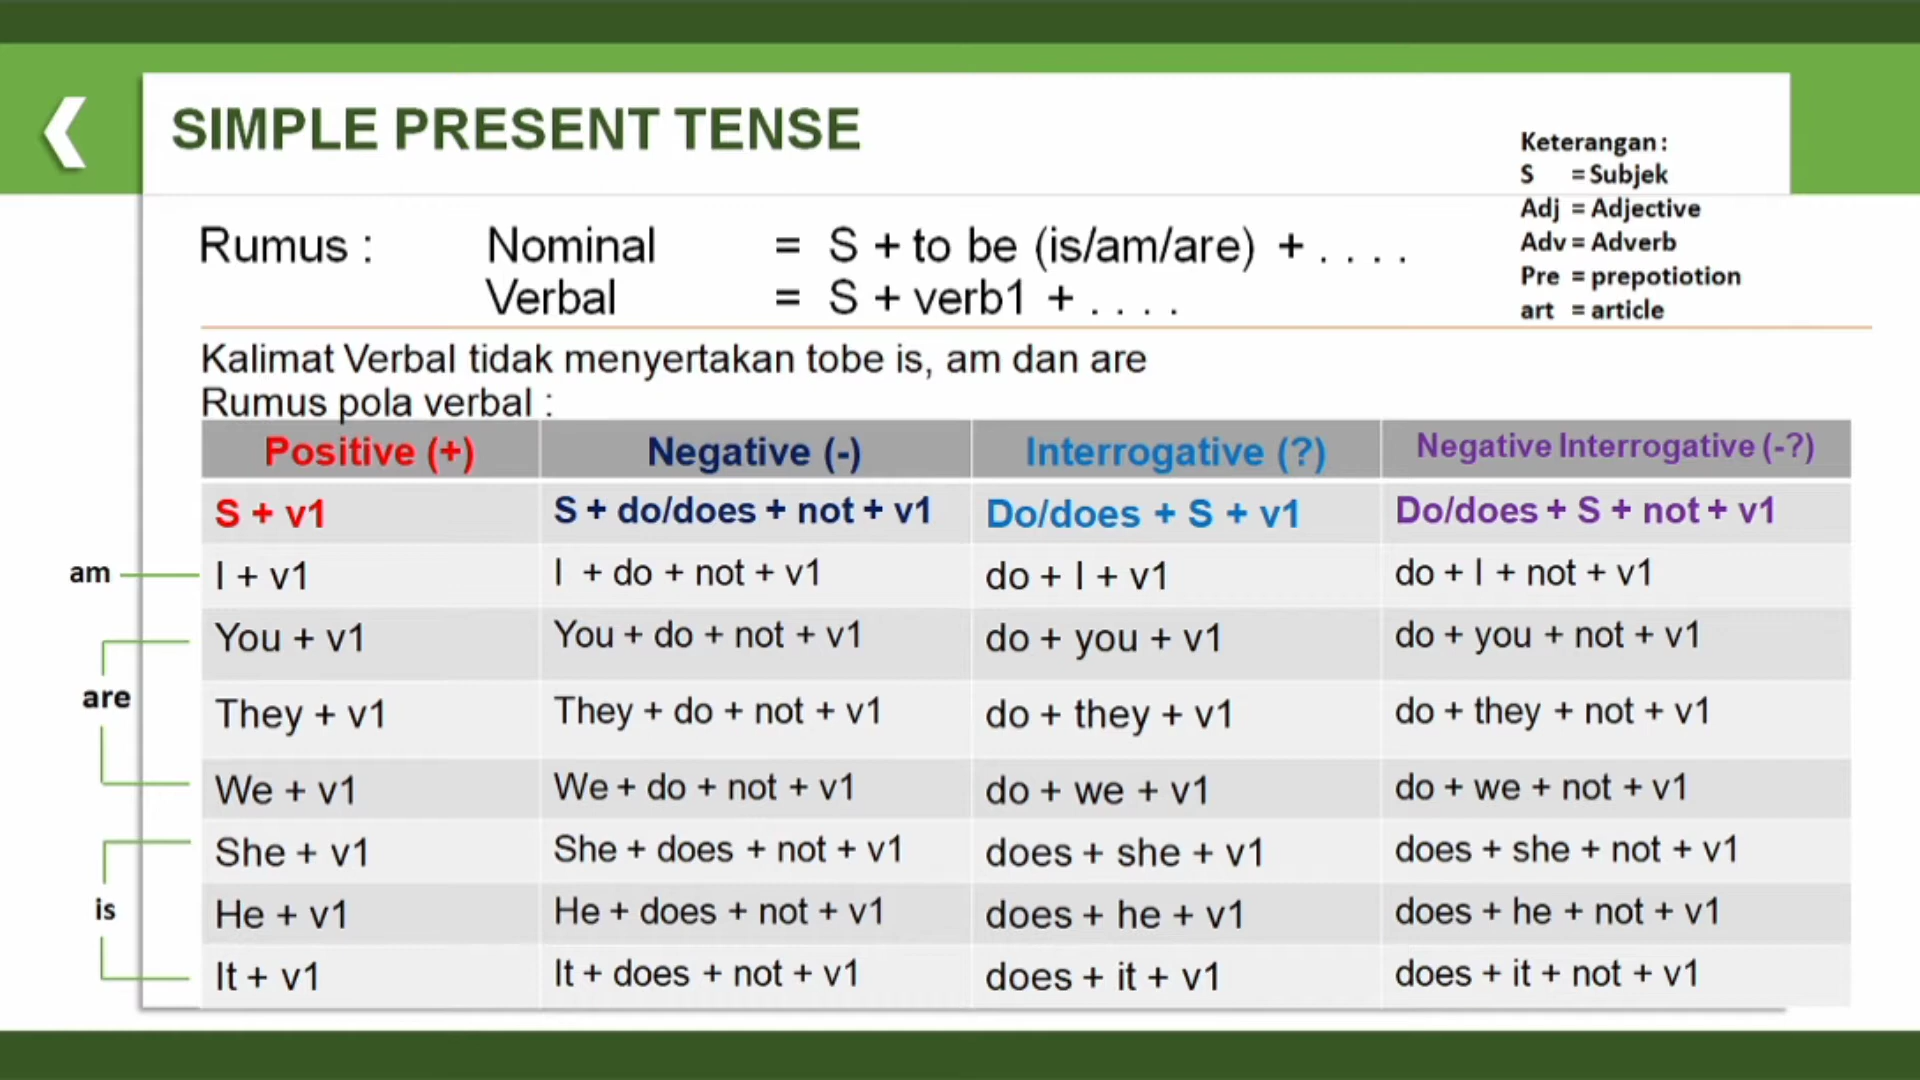 SIMPLE PRESENT TENSE
Keterangan :
S = Subjek
Adj = Adjective
Adv = Adverb
Pre = prepotiotion
art = article
Rumus : Nominal = S + to be (is/am/are) + . . . .
Verbal = S + verb1 + . . . .
Kalimat Verbal tidak menyertakan tobe is, am dan are
Rumus pola verbal :
Positive (+) Negative (-) Interrogative (?) Negative Interrogative (-?)
S + v1 S + do/does + not + v1 Do/does + S + v1 Do/does + S + not + v1
am I + v1 I + do + not + v1 do + I + v1 do + I + not + v1
You + v1 You + do + not + v1 do + you + v1 do + you + not + v1
are
They + v1 They + do + not + v1 do + they + v1 do + they + not + v1
We + v1 We + do + not + v1 do + we + v1 do + we + not + v1
She + v1 She + does + not + v1 does + she + v1 does + she + not + v1
is He + v1 He + does + not + v1 does + he + v1 does + he + not + v1
It + v1 It + does + not + v1 does + it + v1 does + it + not + v1